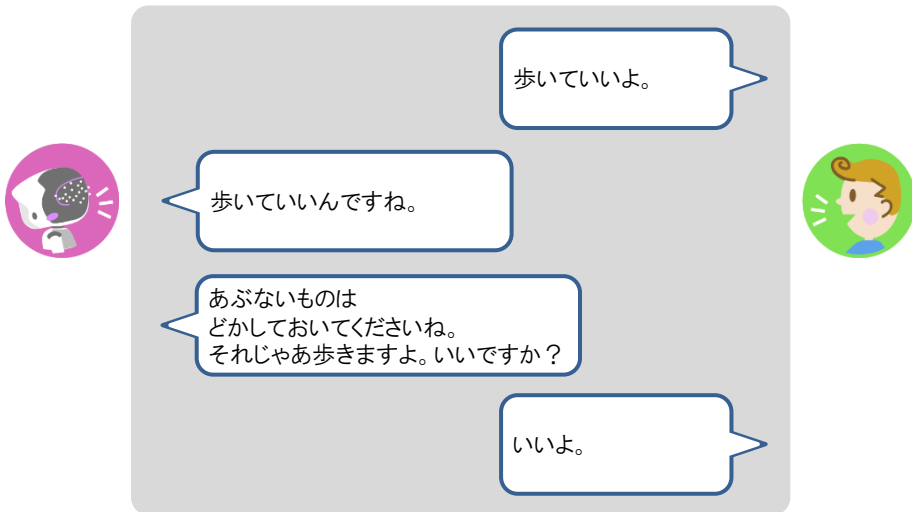 歩いていいよ。
歩いていいんですね。
あぶないものは
どかしておいてくださいね。
それじゃあ歩きますよ。いいですか？
いいよ。